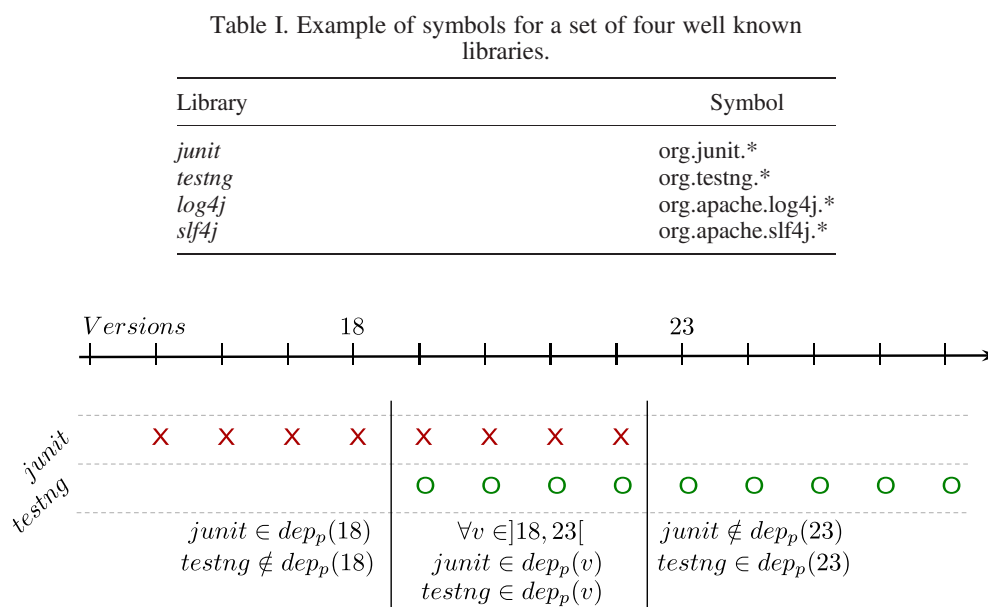 Table I. Example of symbols for a set of four well known
libraries.
Library Symbol
junit org.junit.*
testng org.testng.*
log4j org.apache.log4j.*
slf4j org.apache.slf4j.*
Versions 18 23
junit X X X X X X X X
testng O O O O O O O O O
junit ∈ dep_p(18) ∀v ∈]18, 23[ junit ∉ dep_p(23)
testng ∉ dep_p(18) junit ∈ dep_p(v) testng ∈ dep_p(23)
testng ∈ dep_p(v)